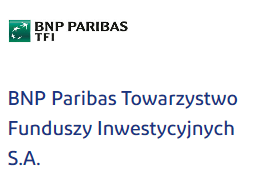 BNP PARIBAS
TFI
BNP Paribas Towarzystwo
Funduszy Inwestycyjnych
S.A.